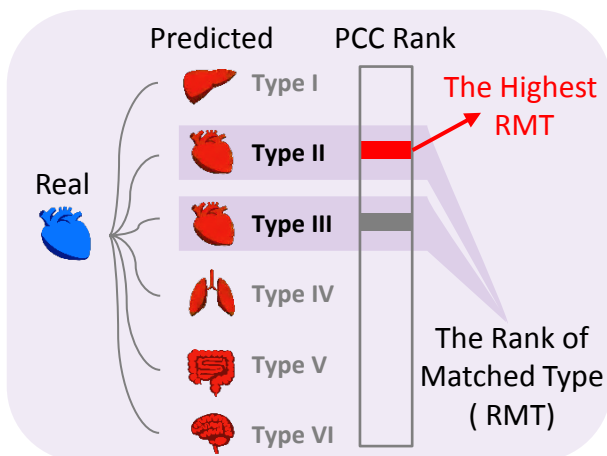 Predicted
PCC Rank
Type I
The Highest
RMT
Type II
Real
Type III
Type IV
The Rank of
Matched Type
( RMT)
Type V
Type VI